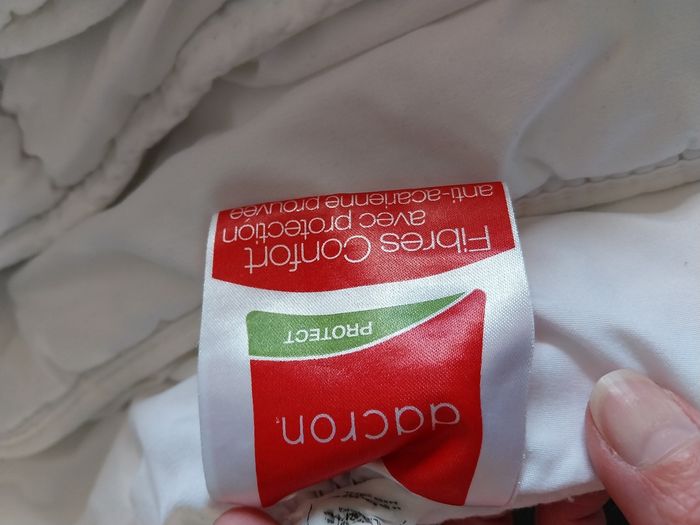 dacron
PROTECT
Fibres Confort
avec protection
anti-acarienne prouvée